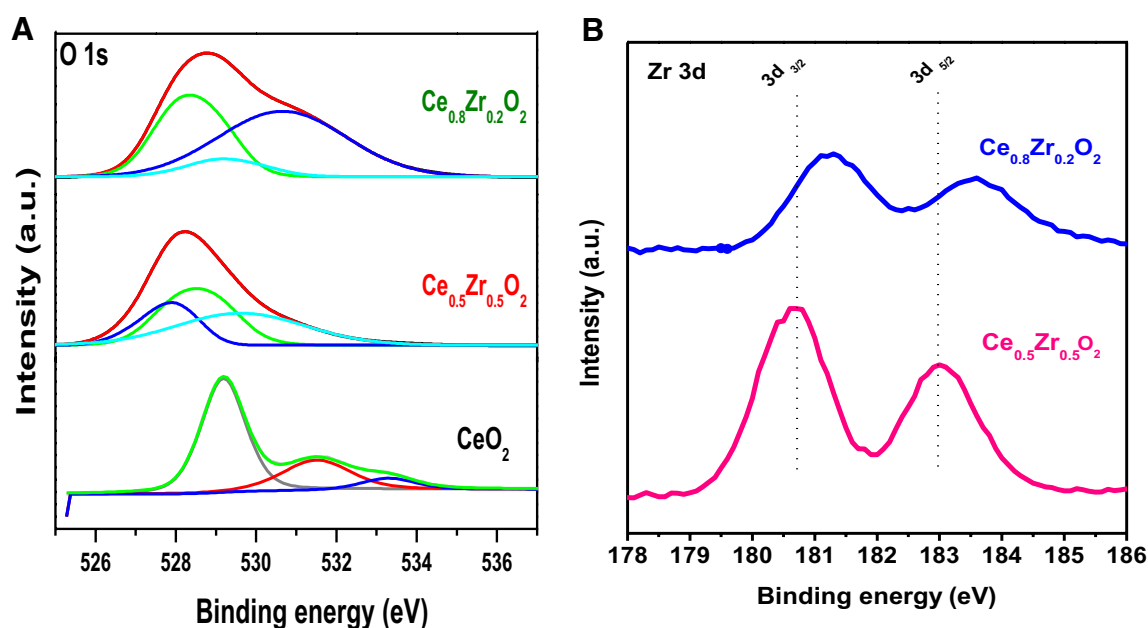 A
O 1s
Ce0.8Zr0.2O2
Ce0.5Zr0.5O2
CeO2
Intensity (a.u.)
526 528 530 532 534 536
Binding energy (eV)
B
Zr 3d
3d 3/2
3d 5/2
Ce0.8Zr0.2O2
Ce0.5Zr0.5O2
Intensity (a.u.)
178 179 180 181 182 183 184 185 186
Binding energy (eV)